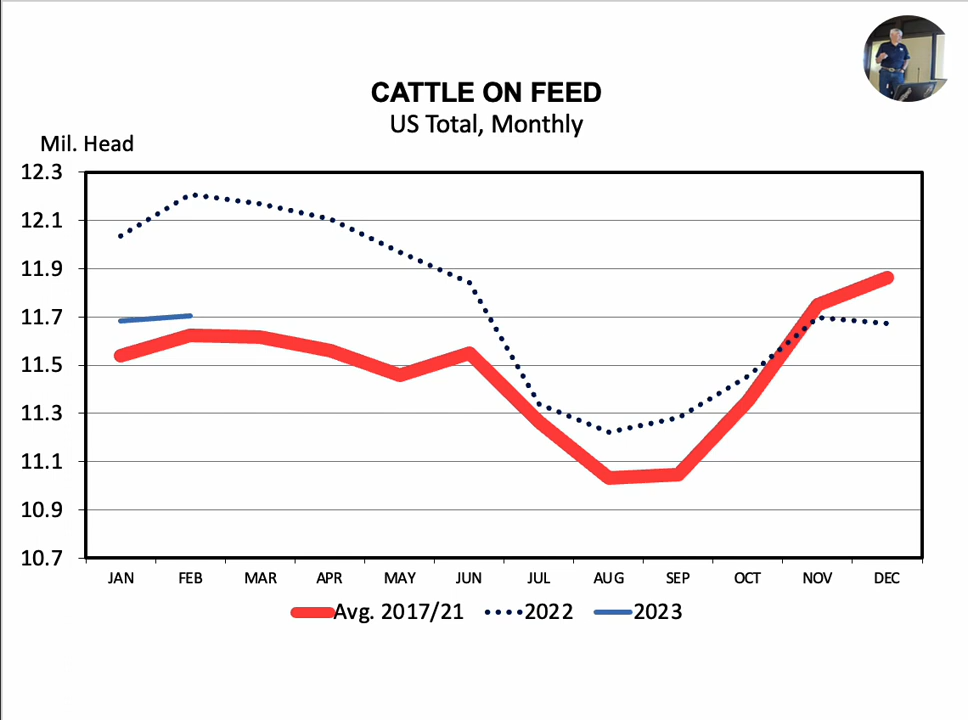 CATTLE ON FEED
US Total, Monthly
Mil. Head
12.3
12.1
11.9
11.7
11.5
11.3
11.1
10.9
10.7
JAN FEB MAR APR MAY JUN JUL AUG SEP OCT NOV DEC
Avg. 2017/21 2022 2023